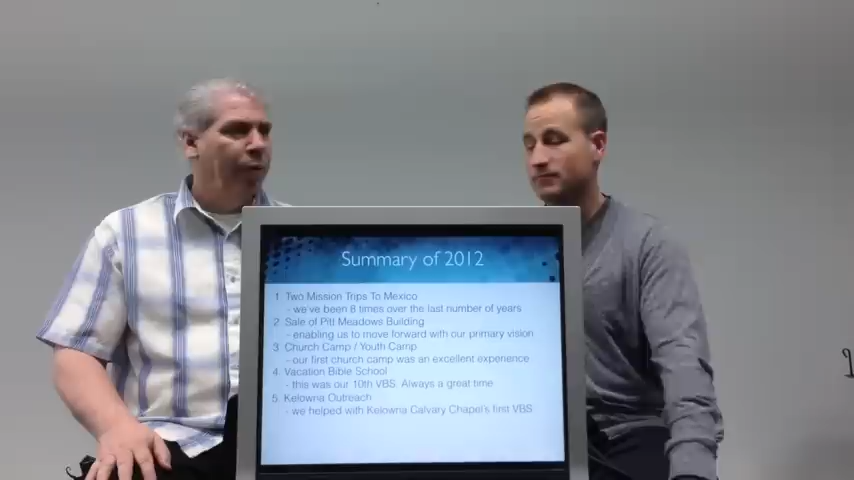 Summary of 2012
1 Two Mission Trips To Mexico
- we've been 8 times over the last number of years
2 Sale of Pitt Meadows Building
- enabling us to move forward with our primary vision
3 Church Camp / Youth Camp
- our first church camp was an excellent experience
4 Vacation Bible School
- this was our 10th VBS. Always a great time
5 Kelowna Outreach
- we helped with Kelowna Calvary Chapel's first VBS